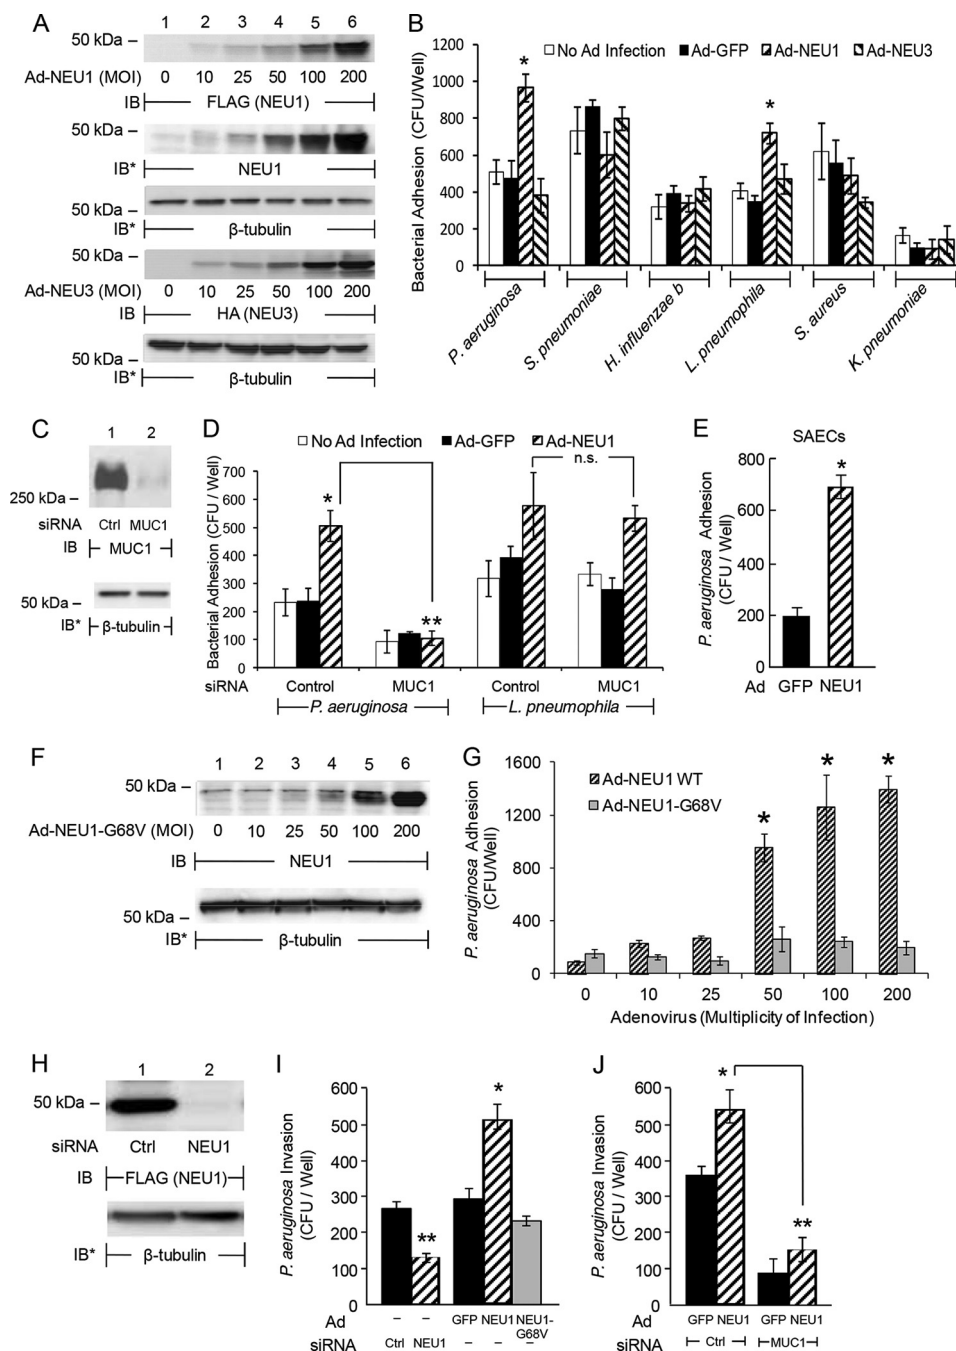 A
1 2 3 4 5 6
50 kDa –
Ad-NEU1 (MOI) 0 10 25 50 100 200
IB FLAG (NEU1)
50 kDa –
IB* NEU1
50 kDa –
IB* β-tubulin
50 kDa –
Ad-NEU3 (MOI) 0 10 25 50 100 200
IB HA (NEU3)
50 kDa –
IB* β-tubulin
B
No Ad Infection Ad-GFP Ad-NEU1 Ad-NEU3
Bacterial Adhesion (CFU/Well)
1200
1000
800
600
400
200
0
* *
P. aeruginosa
S. pneumoniae
H. influenzae b
L. pneumophila
S. aureus
K. pneumoniae
C
1 2
250 kDa –
siRNA Ctrl MUC1
IB MUC1
50 kDa –
IB* β-tubulin
D
No Ad Infection Ad-GFP Ad-NEU1
Bacterial Adhesion (CFU / Well)
700
600
500
400
300
200
100
0
* ** n.s.
siRNA Control MUC1 Control MUC1
P. aeruginosa L. pneumophila
E
SAECs
P. aeruginosa Adhesion
(CFU / Well)
800
600
400
200
0
*
Ad GFP NEU1
F
1 2 3 4 5 6
50 kDa –
Ad-NEU1-G68V (MOI) 0 10 25 50 100 200
IB NEU1
50 kDa –
IB* β-tubulin
G
Ad-NEU1 WT
Ad-NEU1-G68V
P. aeruginosa Adhesion
(CFU/Well)
1600
1200
800
400
0
* * *
0 10 25 50 100 200
Adenovirus (Multiplicity of Infection)
H
1 2
50 kDa –
siRNA Ctrl NEU1
IB FLAG (NEU1)
IB* β-tubulin
I
P. aeruginosa Invasion
(CFU / Well)
600
500
400
300
200
100
0
** *
Ad – – GFP NEU1 NEU1-
G68V
siRNA Ctrl NEU1 – – –
J
P. aeruginosa Invasion
(CFU / Well)
600
500
400
300
200
100
0
* **
Ad GFP NEU1 GFP NEU1
siRNA Ctrl MUC1